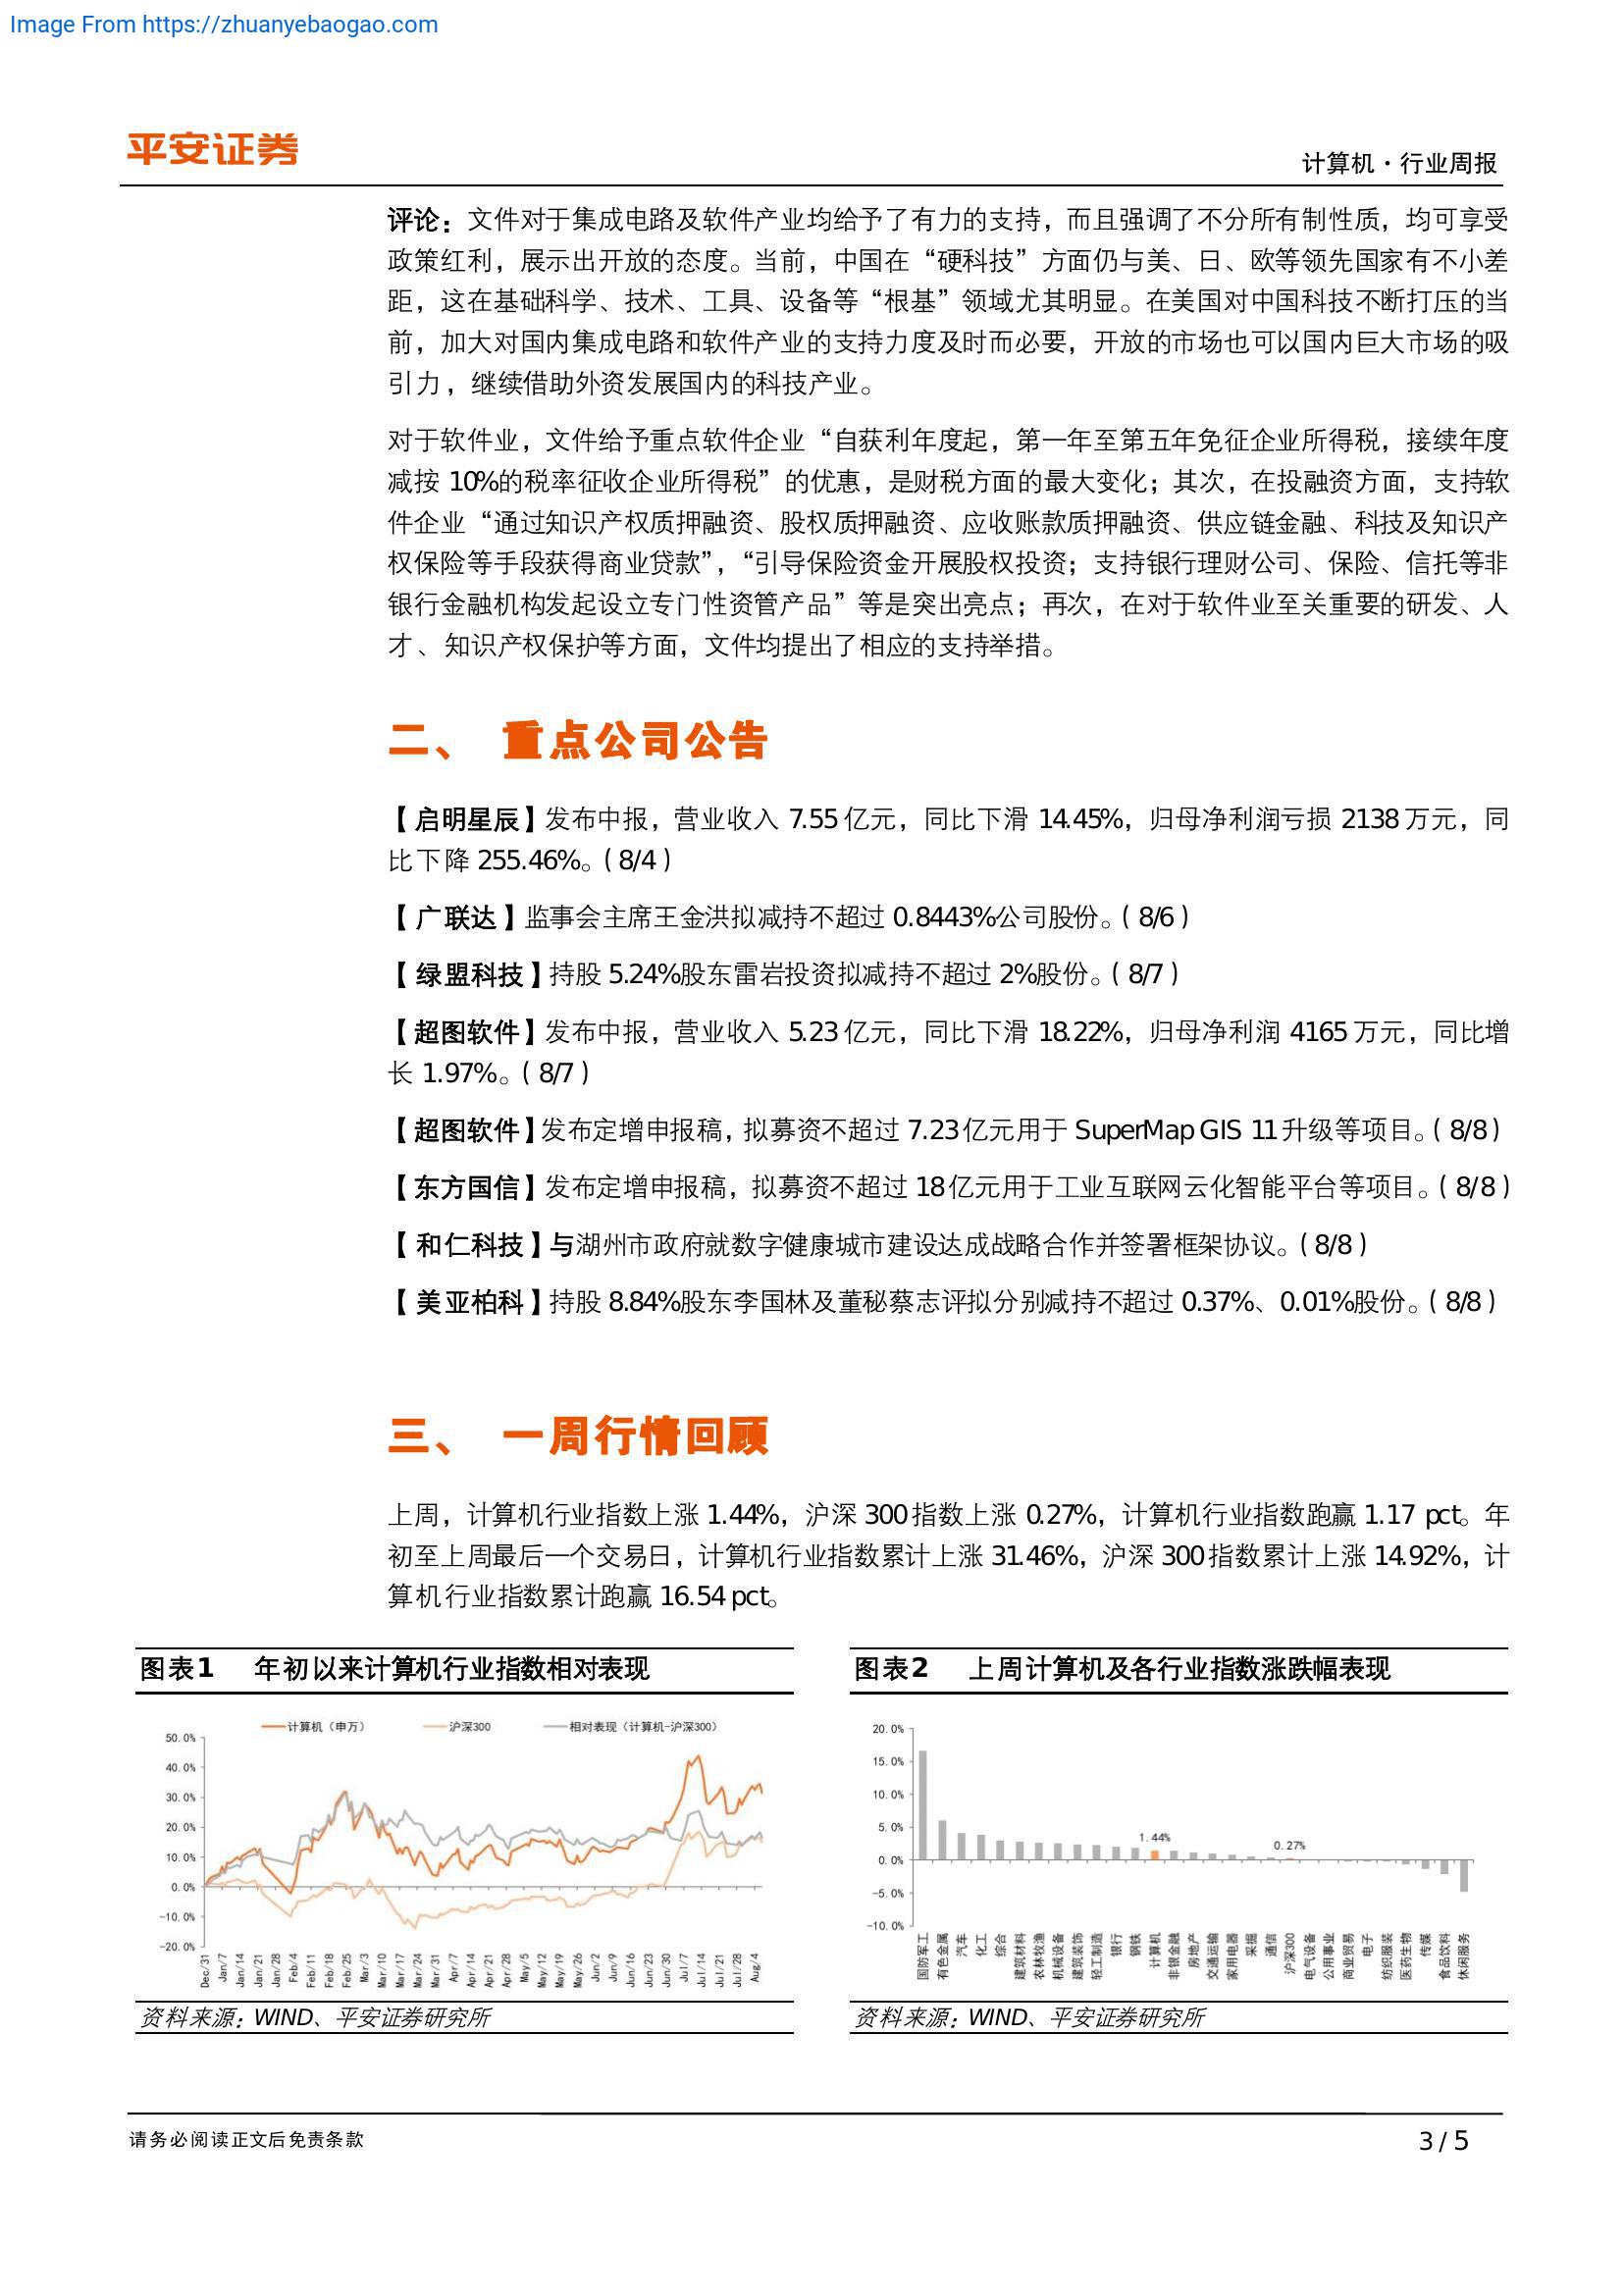 Image From https://zhuanyebaogao.com
平安证券
计算机·行业周报
评论：文件对于集成电路及软件产业均给予了有力的支持，而且强调了不分所有制性质，均可享受
政策红利，展示出开放的态度。当前，中国在“硬科技”方面仍与美、日、欧等领先国家有不小差
距，这在基础科学、技术、工具、设备等“根基”领域尤其明显。在美国对中国科技不断打压的当
前，加大对国内集成电路和软件产业的支持力度及时而必要，开放的市场也可以国内巨大市场的吸
引力，继续借助外资发展国内的科技产业。
对于软件业，文件给予重点软件企业“自获利年度起，第一年至第五年免征企业所得税，接续年度
减按 10%的税率征收企业所得税”的优惠，是财税方面的最大变化；其次，在投融资方面，支持软
件企业“通过知识产权质押融资、股权质押融资、应收账款质押融资、供应链金融、科技及知识产
权保险等手段获得商业贷款”，“引导保险资金开展股权投资；支持银行理财公司、保险、信托等非
银行金融机构发起设立专门性资管产品”等是突出亮点；再次，在对于软件业至关重要的研发、人
才、知识产权保护等方面，文件均提出了相应的支持举措。
二、 重点公司公告
【启明星辰】发布中报，营业收入 7.55 亿元，同比下滑 14.45%，归母净利润亏损 2138 万元，同
比下降 255.46%。（8/4）
【广联达】监事会主席王金洪拟减持不超过 0.8443%公司股份。（8/6）
【绿盟科技】持股 5.24%股东雷岩投资拟减持不超过 2%股份。（8/7）
【超图软件】发布中报，营业收入 5.23 亿元，同比下滑 18.22%，归母净利润 4165 万元，同比增
长 1.97%。（8/7）
【超图软件】发布定增申报稿，拟募资不超过 7.23 亿元用于 SuperMap GIS 11 升级等项目。（8/8）
【东方国信】发布定增申报稿，拟募资不超过 18 亿元用于工业互联网云化智能平台等项目。（8/8）
【和仁科技】与湖州市政府就数字健康城市建设达成战略合作并签署框架协议。（8/8）
【美亚柏科】持股 8.84%股东李国林及董秘蔡志评拟分别减持不超过 0.37%、0.01%股份。（8/8）
三、 一周行情回顾
上周，计算机行业指数上涨 1.44%，沪深 300 指数上涨 0.27%，计算机行业指数跑赢 1.17 pct。年
初至上周最后一个交易日，计算机行业指数累计上涨 31.46%，沪深 300 指数累计上涨 14.92%，计
算机行业指数累计跑赢 16.54 pct。
图表1 年初以来计算机行业指数相对表现
计算机（申万） 沪深300 相对表现（计算机-沪深300）
50.0%
40.0%
30.0%
20.0%
10.0%
0.0%
-10.0%
-20.0%
Dec/31 Jan/7 Jan/14 Jan/21 Jan/28 Feb/4 Feb/11 Feb/18 Feb/25 Mar/3 Mar/10 Mar/17 Mar/24 Mar/31 Apr/7 Apr/14 Apr/21 Apr/28 May/5 May/12 May/19 May/26 Jun/2 Jun/9 Jun/16 Jun/23 Jun/30 Jul/7 Jul/14 Jul/21 Jul/28 Aug/4
资料来源：WIND、平安证券研究所
图表2 上周计算机及各行业指数涨跌幅表现
20.0%
15.0%
10.0%
5.0%
0.0%
-5.0%
-10.0%
1.44%
0.27%
国防军工 有色金属 汽车 化工 综合 建筑材料 农林牧渔 机械设备 建筑装饰 轻工制造 银行 钢铁 计算机 非银金融 房地产 交通运输 家用电器 采掘 通信 沪深300 电气设备 公用事业 商业贸易 电子 纺织服装 医药生物 传媒 食品饮料 休闲服务
资料来源：WIND、平安证券研究所
请务必阅读正文后免责条款
3 / 5